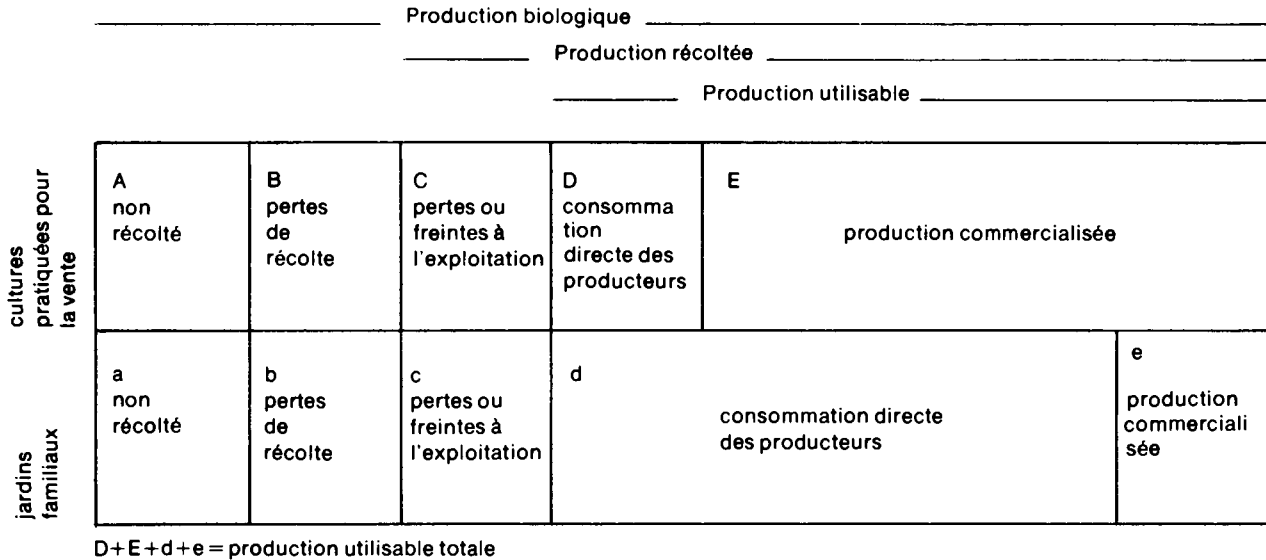 Production biologique
Production récoltée
Production utilisable
cultures
pratiquées pour
la vente
A
non
récolté
B
pertes
de
récolte
C
pertes ou
freintes à
l'exploitation
D
consomma
tion
directe des
producteurs
E
production commercialisée
jardins
familiaux
a
non
récolté
b
pertes
de
récolte
c
pertes ou
freintes à
l'exploitation
d
consommation directe
des producteurs
e
production
commerciali
sée
D+E+d+e = production utilisable totale